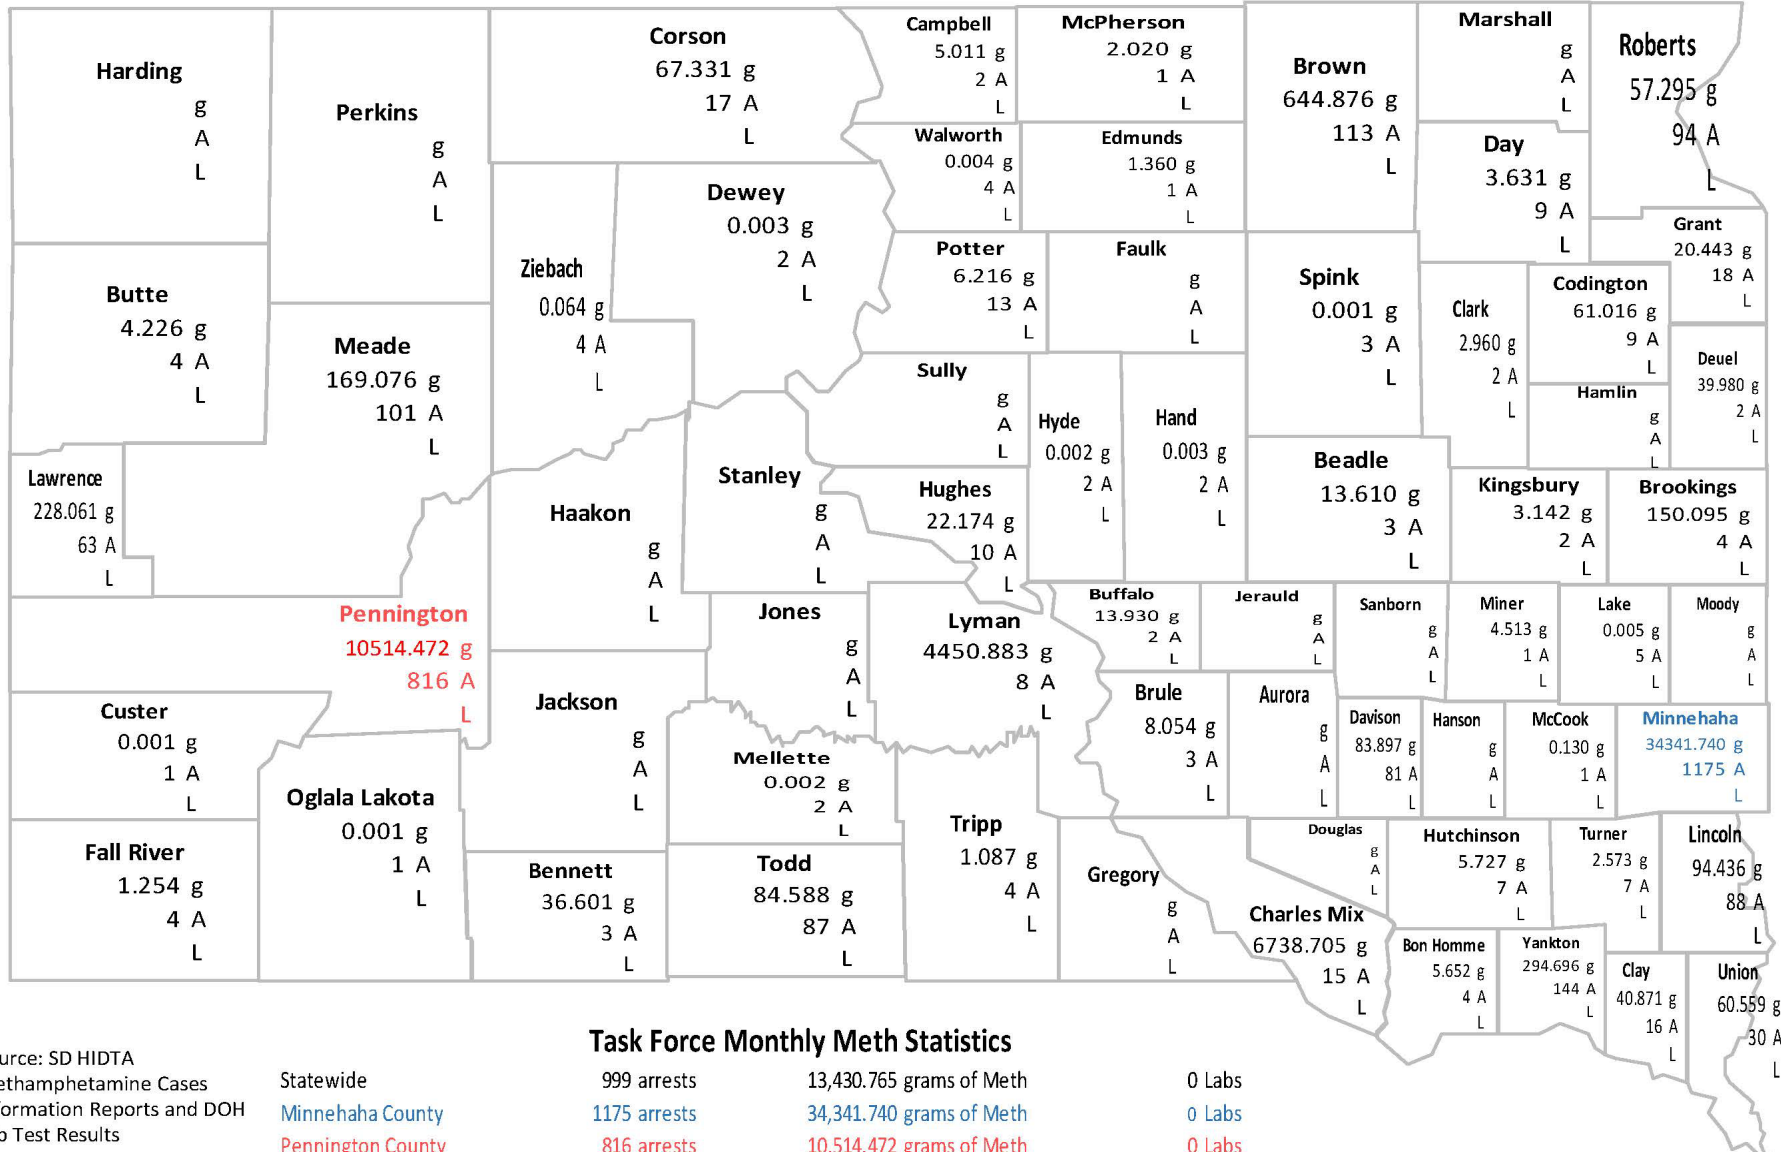 Harding
g
A
L
Perkins
g
A
L
Corson
67.331 g
17 A
L
Campbell
5.011 g
2 A
L
McPherson
2.020 g
1 A
L
Brown
644.876 g
113 A
L
Marshall
g
A
L
Roberts
57.295 g
94 A
L
Walworth
0.004 g
4 A
L
Edmunds
1.360 g
1 A
L
Day
3.631 g
9 A
L
Dewey
0.003 g
2 A
L
Ziebach
0.064 g
4 A
L
Potter
6.216 g
13 A
L
Faulk
g
A
L
Spink
0.001 g
3 A
L
Grant
20.443 g
18 A
L
Codington
61.016 g
9 A
L
Clark
2.960 g
2 A
L
Butte
4.226 g
4 A
L
Meade
169.076 g
101 A
L
Deuel
39.980 g
2 A
L
Hamlin
g
A
L
Sully
g
A
L
Hyde
0.002 g
2 A
L
Hand
0.003 g
2 A
L
Beadle
13.610 g
3 A
L
Lawrence
228.061 g
63 A
L
Stanley
g
A
L
Haakon
g
A
L
Hughes
22.174 g
10 A
L
Kingsbury
3.142 g
2 A
L
Brookings
150.095 g
4 A
L
Pennington
10514.472 g
816 A
L
Jones
g
A
L
Lyman
4450.883 g
8 A
L
Buffalo
13.930 g
2 A
L
Jerauld
g
A
L
Sanborn
g
A
L
Miner
4.513 g
1 A
L
Lake
0.005 g
5 A
L
Moody
g
A
L
Custer
0.001 g
1 A
L
Jackson
g
A
L
Mellette
0.002 g
2 A
L
Brule
8.054 g
3 A
L
Aurora
g
A
L
Davison
83.897 g
81 A
L
Hanson
g
A
L
McCook
0.130 g
1 A
L
Minnehaha
34341.740 g
1175 A
L
Oglala Lakota
0.001 g
1 A
L
Fall River
1.254 g
4 A
L
Bennett
36.601 g
3 A
L
Todd
84.588 g
87 A
L
Tripp
1.087 g
4 A
L
Gregory
g
A
L
Douglas
g
A
L
Hutchinson
5.727 g
7 A
L
Turner
2.573 g
7 A
L
Lincoln
94.436 g
88 A
L
Charles Mix
6738.705 g
15 A
L
Bon Homme
5.652 g
4 A
L
Yankton
294.696 g
144 A
L
Clay
40.871 g
16 A
L
Union
60.559 g
30 A
L
Task Force Monthly Meth Statistics
urce: SD HIDTA
ethamphetamine Cases
formation Reports and DOH
b Test Results
Statewide 999 arrests 13,430.765 grams of Meth 0 Labs
Minnehaha County 1175 arrests 34,341.740 grams of Meth 0 Labs
Pennington County 816 arrests 10,514.472 grams of Meth 0 Labs